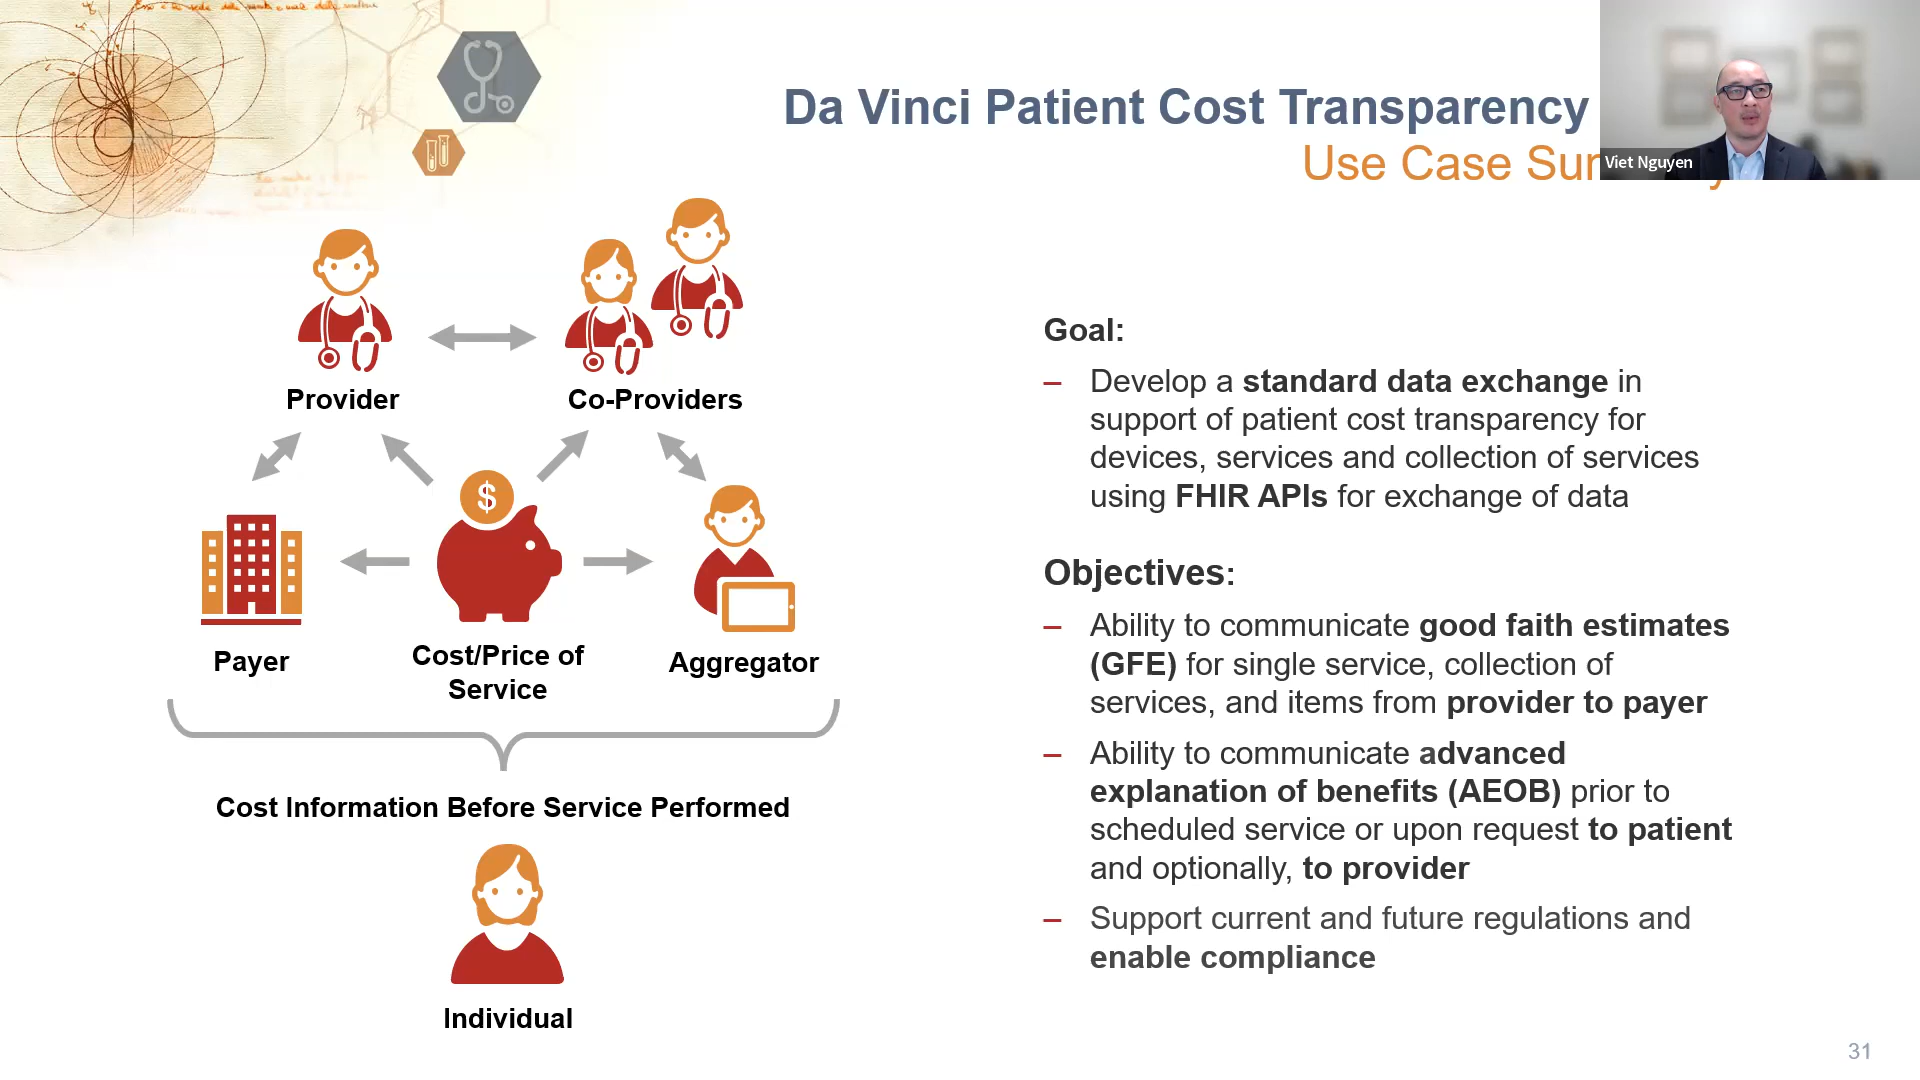 Da Vinci Patient Cost Transparency
Use Case
Viet Nguyen
Provider
Co-Providers
$
Payer
Cost/Price of
Service
Aggregator
Cost Information Before Service Performed
Individual
Goal:
– Develop a standard data exchange in
support of patient cost transparency for
devices, services and collection of services
using FHIR APIs for exchange of data
Objectives:
– Ability to communicate good faith estimates
(GFE) for single service, collection of
services, and items from provider to payer
– Ability to communicate advanced
explanation of benefits (AEOB) prior to
scheduled service or upon request to patient
and optionally, to provider
– Support current and future regulations and
enable compliance
31